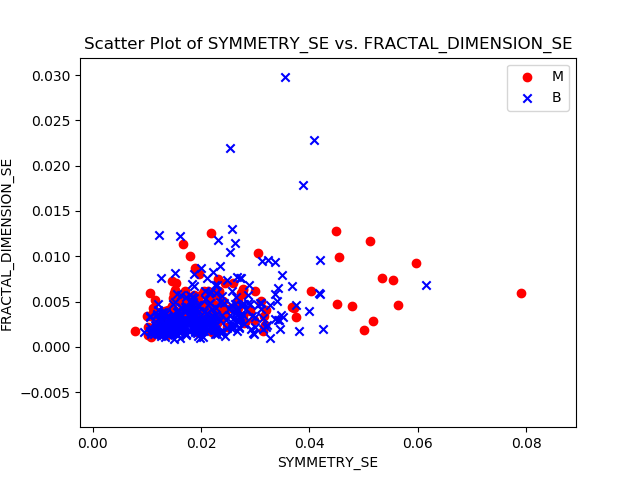 Scatter Plot of SYMMETRY_SE vs. FRACTAL_DIMENSION_SE
M
B
FRACTAL_DIMENSION_SE
0.030
0.025
0.020
0.015
0.010
0.005
0.000
−0.005
0.00 0.02 0.04 0.06 0.08
SYMMETRY_SE